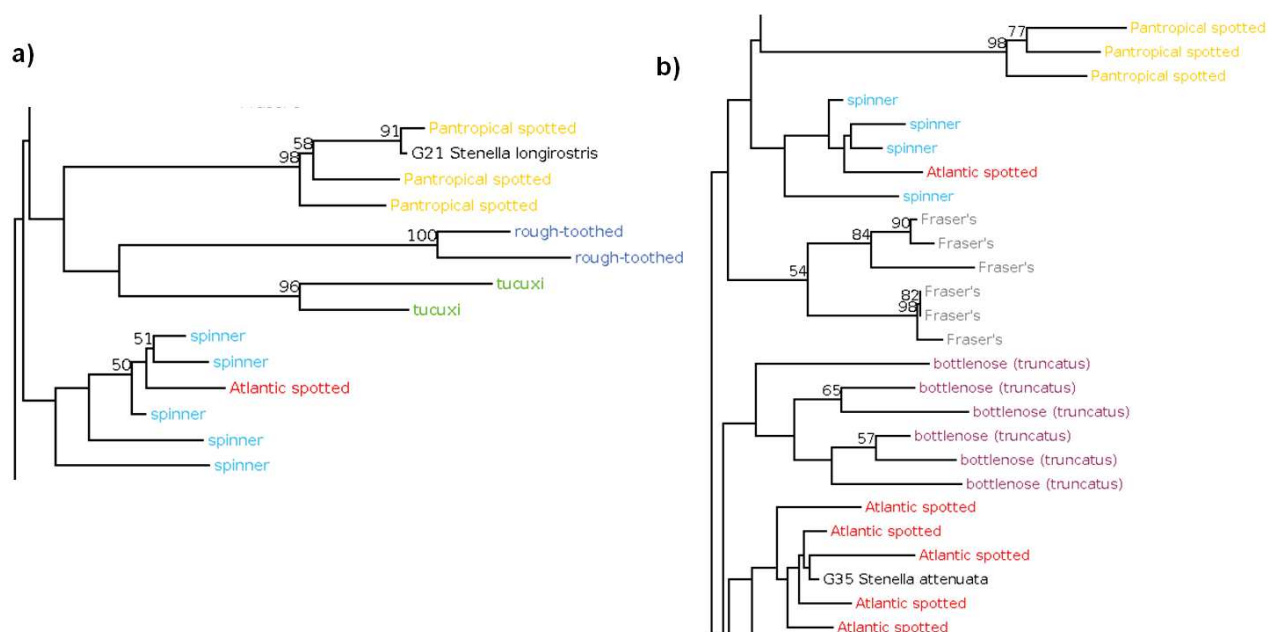 a)
91
Pantropical spotted
58
G21 Stenella longirostris
98
Pantropical spotted
Pantropical spotted
100
rough-toothed
rough-toothed
96
tucuxi
tucuxi
51
spinner
50
spinner
Atlantic spotted
spinner
spinner
spinner
b)
77
Pantropical spotted
98
Pantropical spotted
Pantropical spotted
spinner
spinner
spinner
Atlantic spotted
spinner
90
Fraser's
84
Fraser's
Fraser's
54
82
Fraser's
98
Fraser's
Fraser's
bottlenose (truncatus)
65
bottlenose (truncatus)
bottlenose (truncatus)
57
bottlenose (truncatus)
bottlenose (truncatus)
bottlenose (truncatus)
Atlantic spotted
Atlantic spotted
Atlantic spotted
G35 Stenella attenuata
Atlantic spotted
Atlantic spotted